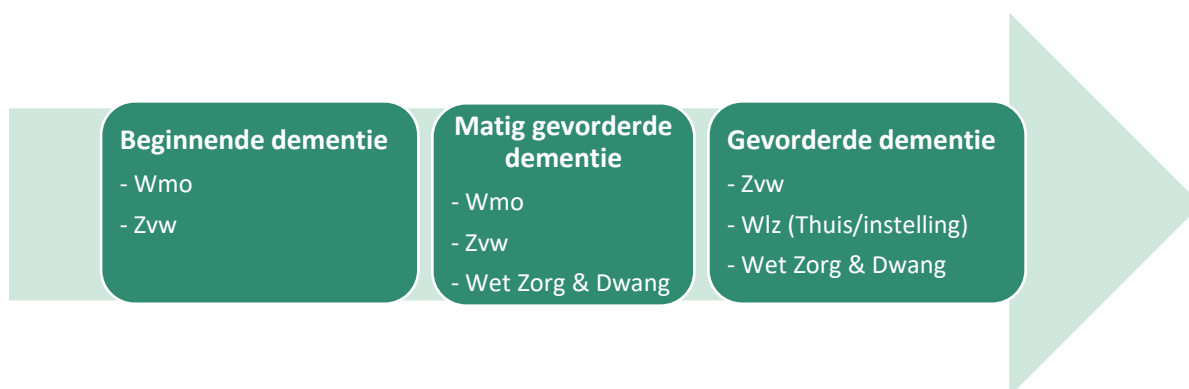 Beginnende dementie
- Wmo
- Zvw
Matig gevorderde
dementie
- Wmo
- Zvw
- Wet Zorg & Dwang
Gevorderde dementie
- Zvw
- Wlz (Thuis/instelling)
- Wet Zorg & Dwang